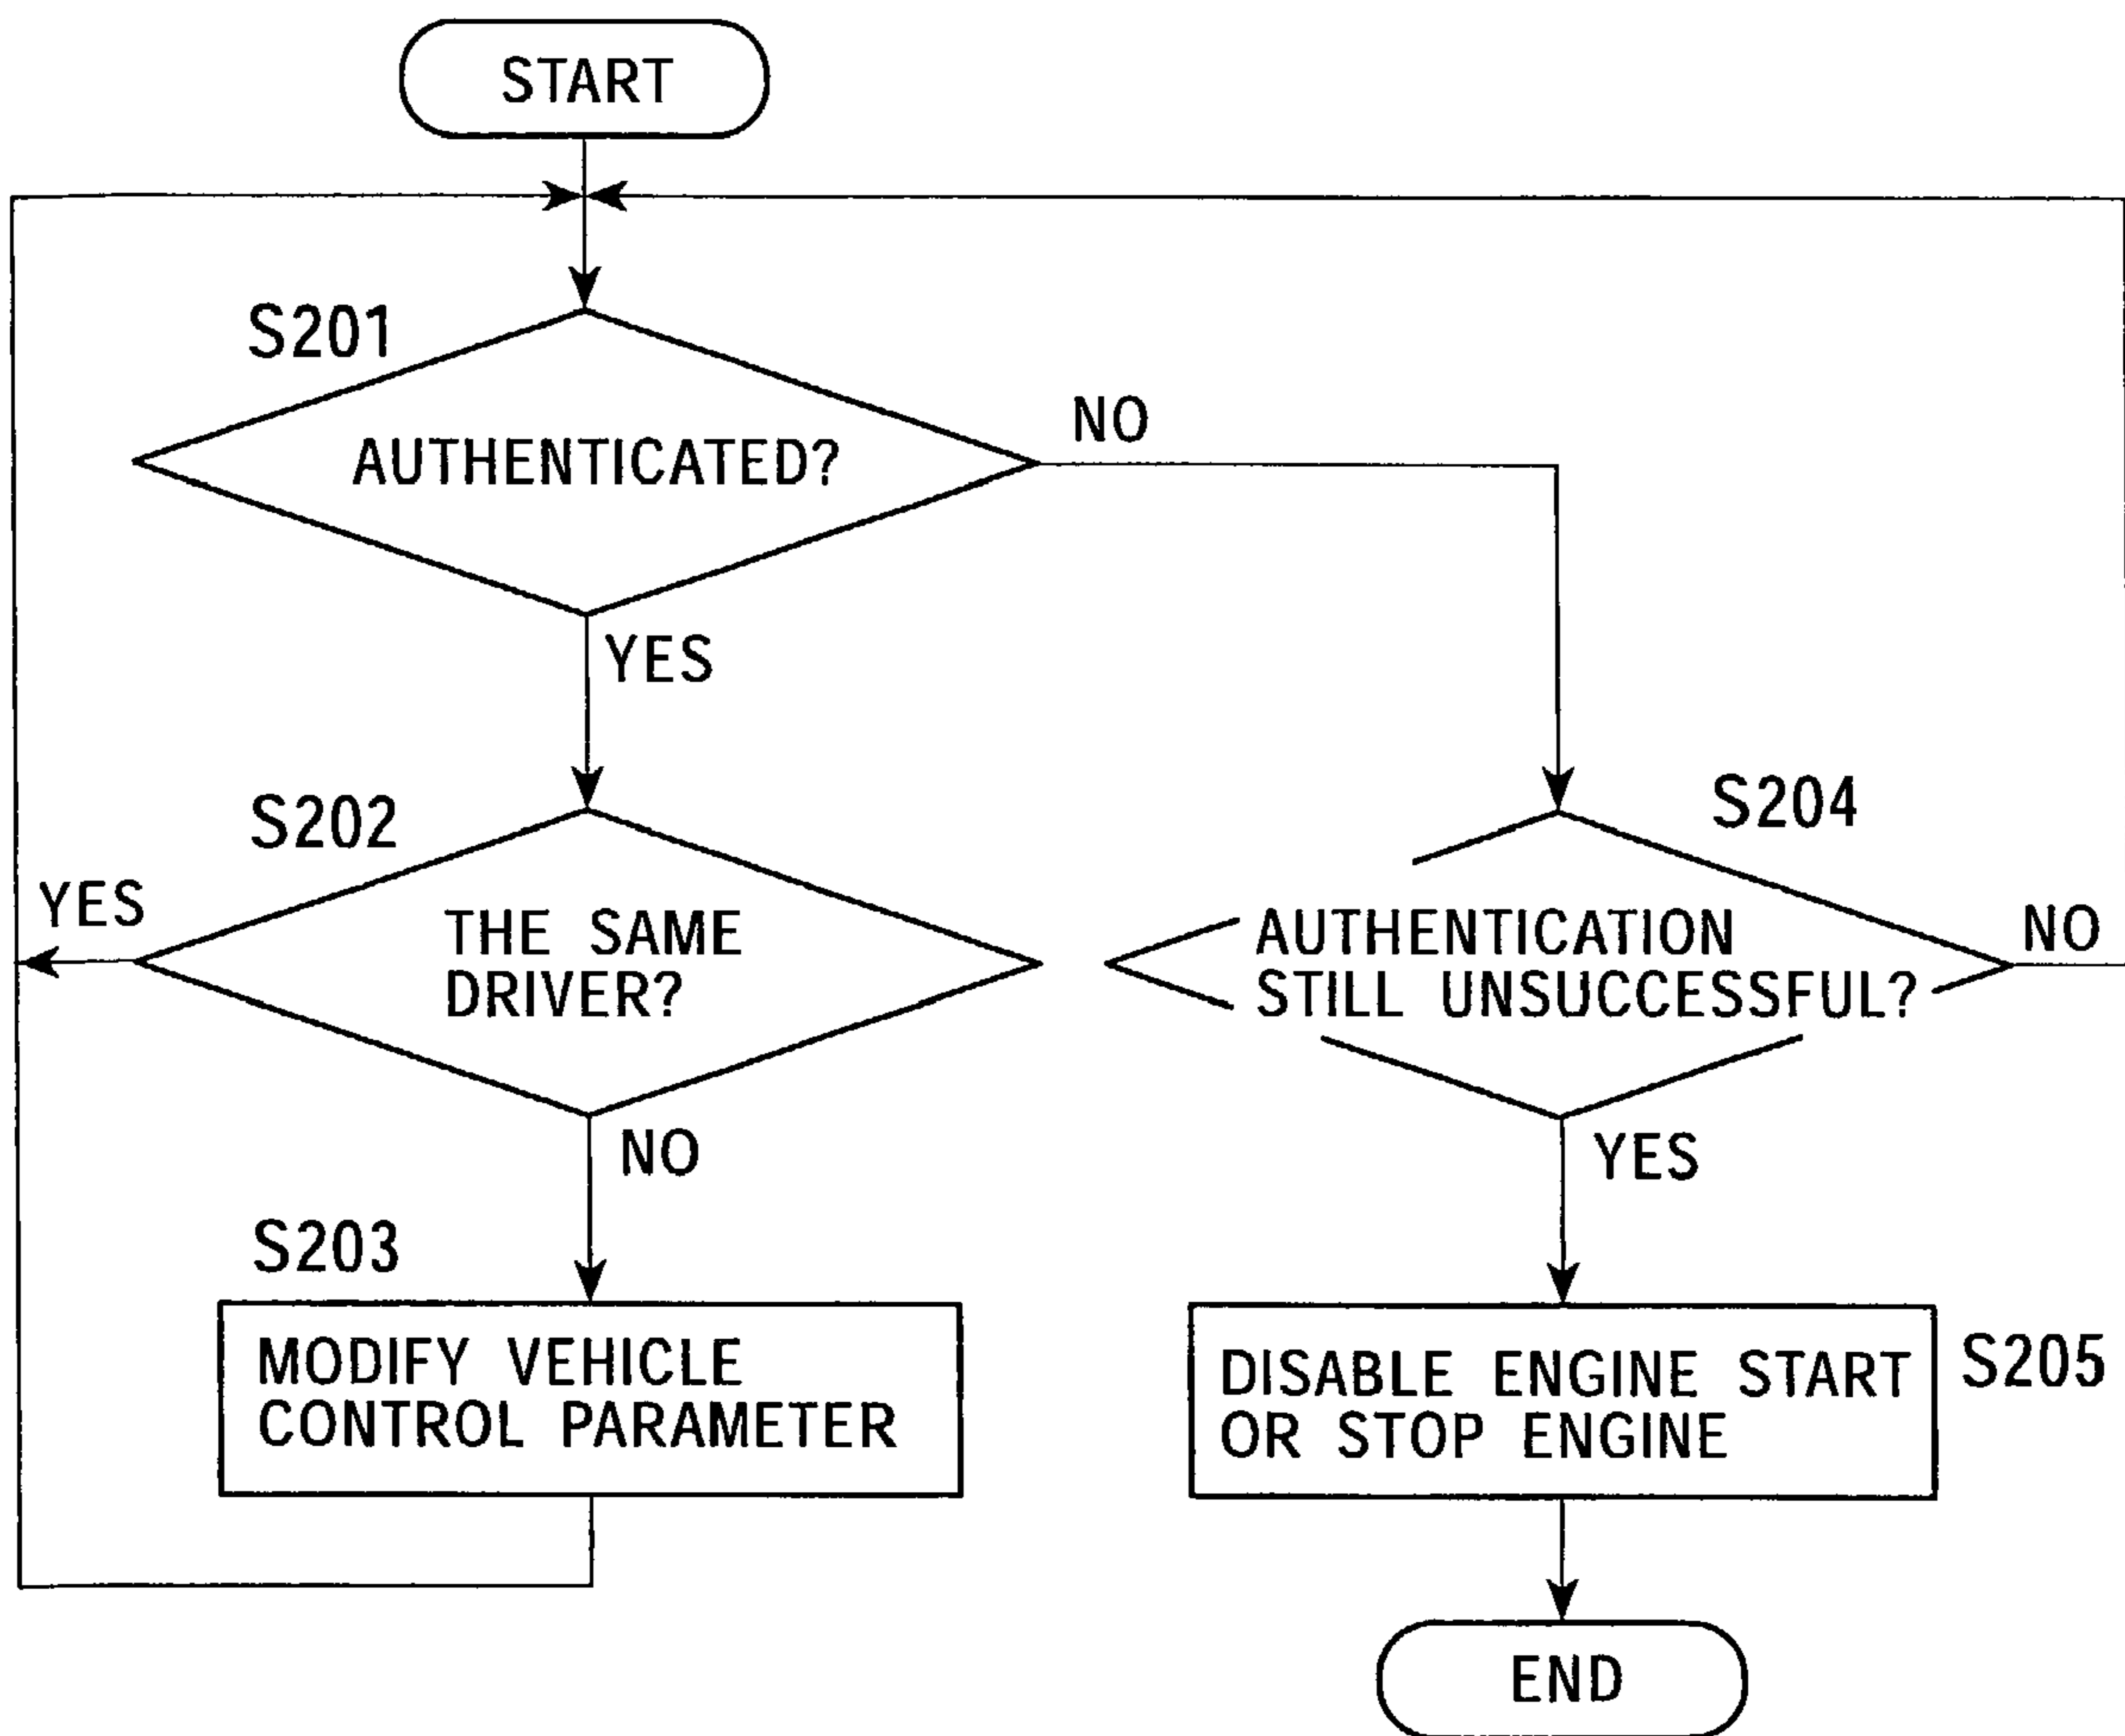 START
S201
AUTHENTICATED?
NO
YES
S202
YES
THE SAME
DRIVER?
NO
S203
MODIFY VEHICLE
CONTROL PARAMETER
S204
AUTHENTICATION
STILL UNSUCCESSFUL?
NO
YES
DISABLE ENGINE START
OR STOP ENGINE
S205
END